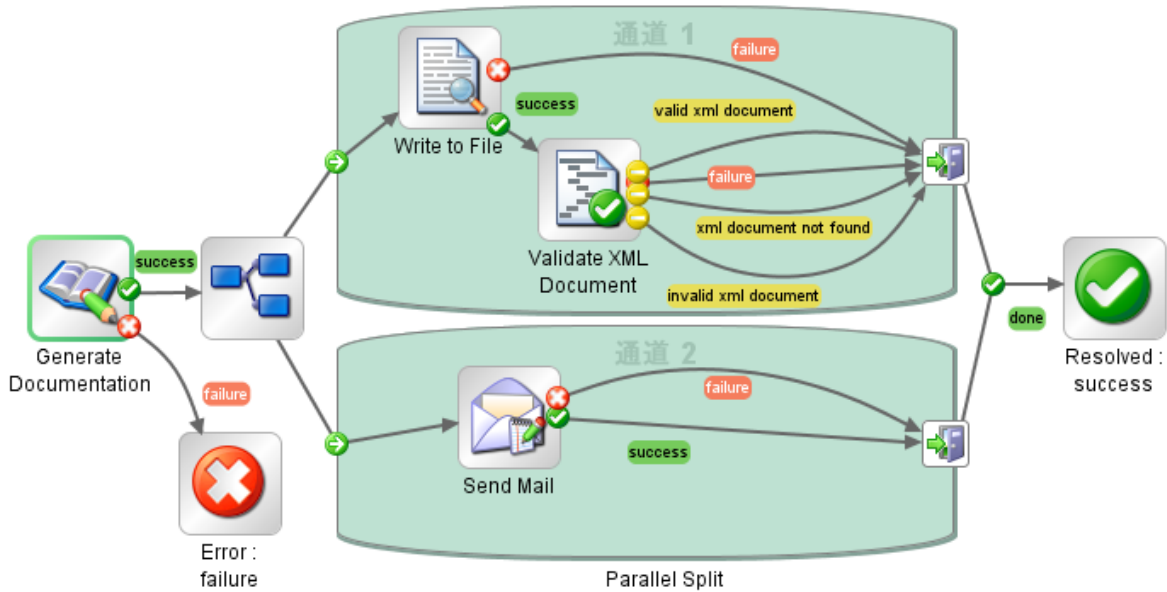 通道 1
failure
success
valid xml document
Write to File
failure
xml document not found
Validate XML
Document
invalid xml document
success
Generate
Documentation
failure
Error :
failure
通道 2
failure
success
Send Mail
Parallel Split
done
Resolved :
success